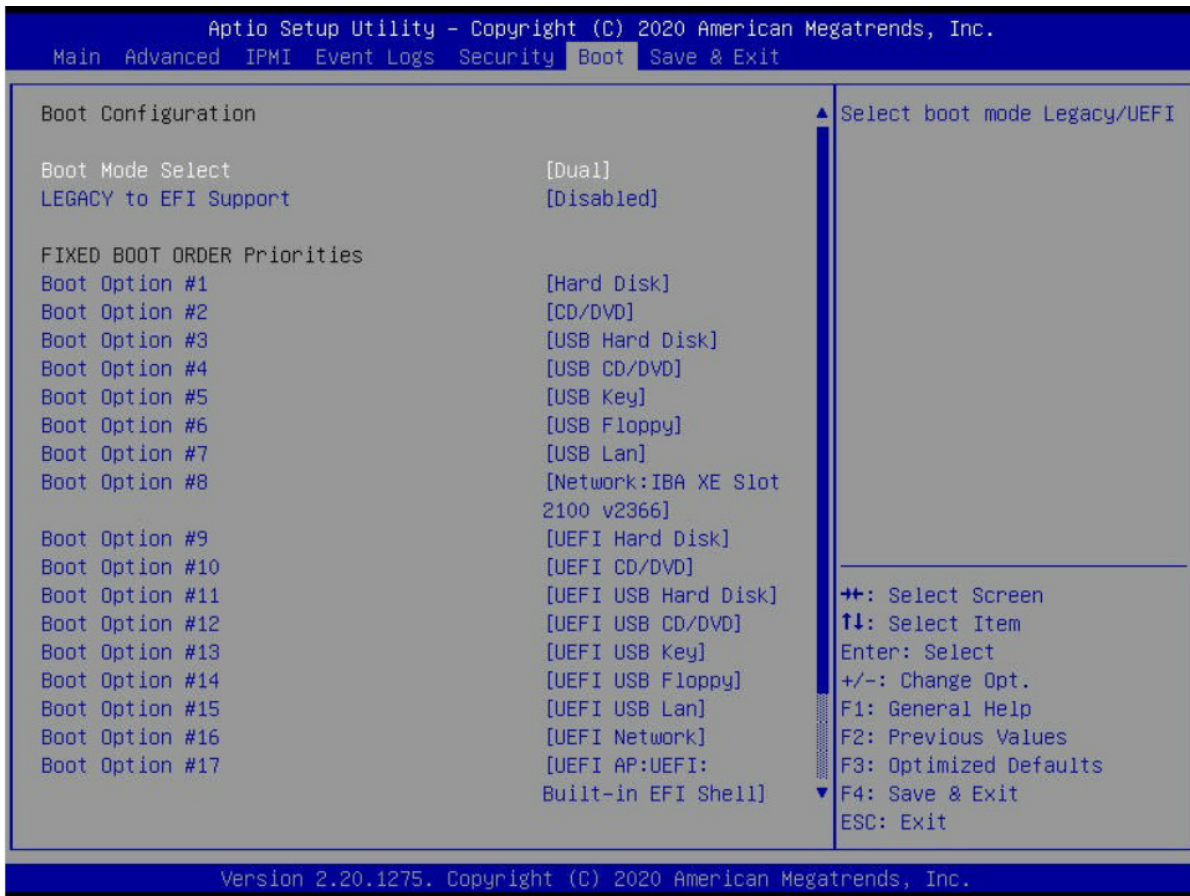 Aptio Setup Utility - Copyright (C) 2020 American Megatrends, Inc.
Main Advanced IPMI Event Logs Security Boot Save & Exit
Boot Configuration
Boot Mode Select [Dual]
LEGACY to EFI Support [Disabled]
FIXED BOOT ORDER Priorities
Boot Option #1 [Hard Disk]
Boot Option #2 [CD/DVD]
Boot Option #3 [USB Hard Disk]
Boot Option #4 [USB CD/DVD]
Boot Option #5 [USB Key]
Boot Option #6 [USB Floppy]
Boot Option #7 [USB Lan]
Boot Option #8 [Network:IBA XE Slot
2100 v2366]
Boot Option #9 [UEFI Hard Disk]
Boot Option #10 [UEFI CD/DVD]
Boot Option #11 [UEFI USB Hard Disk]
Boot Option #12 [UEFI USB CD/DVD]
Boot Option #13 [UEFI USB Key]
Boot Option #14 [UEFI USB Floppy]
Boot Option #15 [UEFI USB Lan]
Boot Option #16 [UEFI Network]
Boot Option #17 [UEFI AP:UEFI:
Built-in EFI Shell]
Select boot mode Legacy/UEFI
→←: Select Screen
↑↓: Select Item
Enter: Select
+/-: Change Opt.
F1: General Help
F2: Previous Values
F3: Optimized Defaults
F4: Save & Exit
ESC: Exit
Version 2.20.1275. Copyright (C) 2020 American Megatrends, Inc.